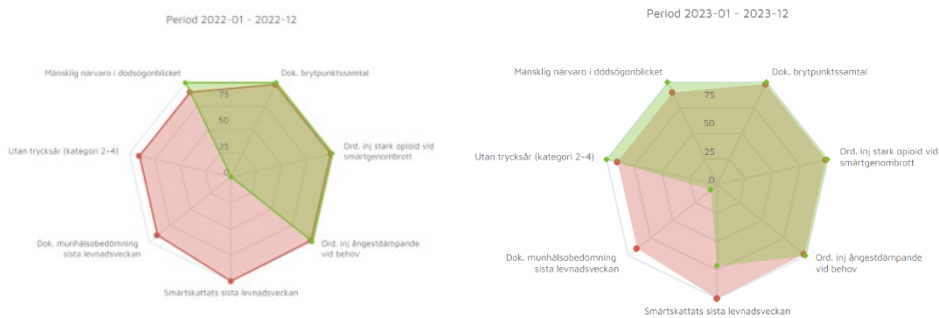 Period 2022-01 - 2022-12
Mänsklig närvaro i dödsögonblicket
Dok. brytpunktssamtal
75
50
Utan trycksår (kategori 2-4)
Ord. inj stark opioid vid
smärtgenombrott
25
0
Dok. munhälsobedömning
sista levnadsveckan
Ord. inj ångestdämpande
vid behov
Smärtskattats sista levnadsveckan
Period 2023-01 - 2023-12
Mänsklig närvaro i dödsögonblicket
Dok. brytpunktssamtal
75
50
Utan trycksår (kategori 2-4)
Ord. inj stark opioid vid
smärtgenombrott
25
0
Dok. munhälsobedömning
sista levnadsveckan
Ord. inj ångestdämpande
vid behov
Smärtskattats sista levnadsveckan